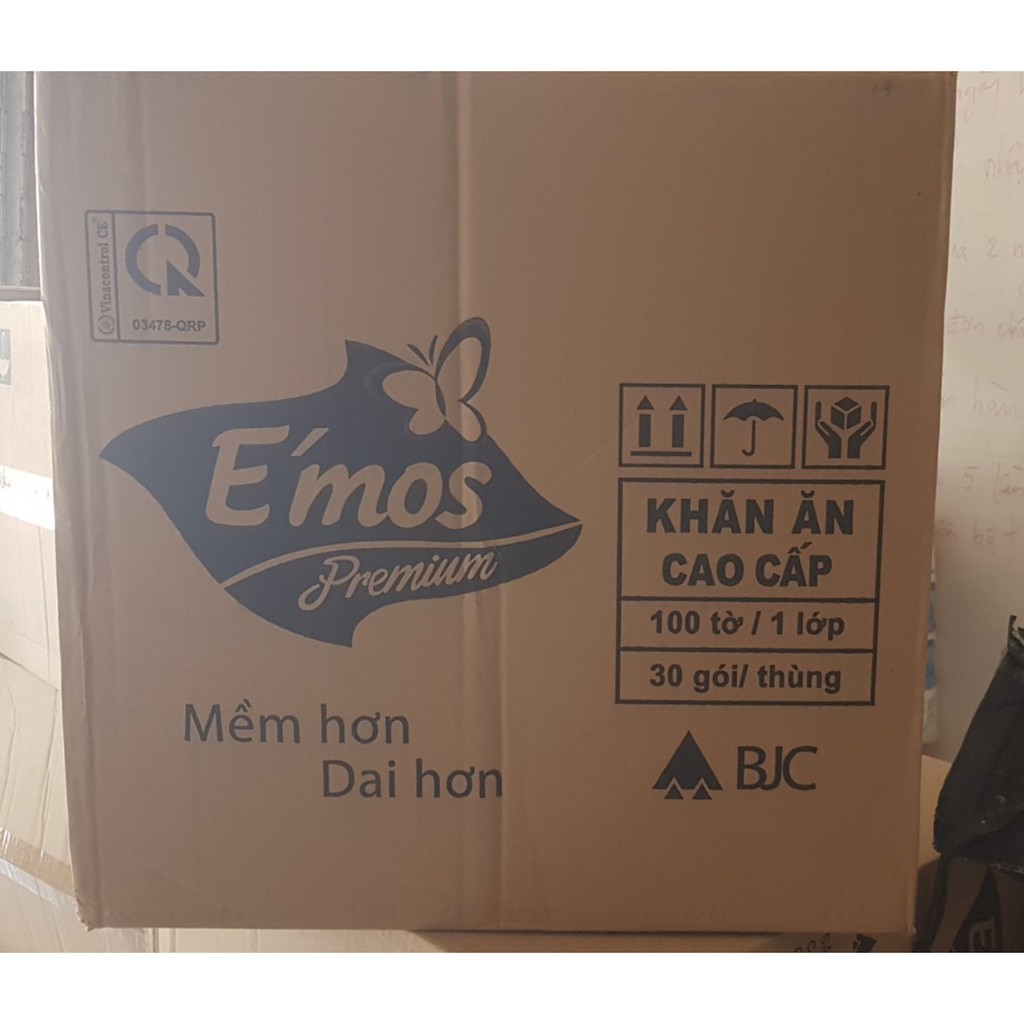 Vinacontrol CE
03478-QRP
E'mos
Premium
KHĂN ĂN
CAO CẤP
100 tờ / 1 lớp
30 gói/ thùng
Mềm hơn
Dai hơn
BJC